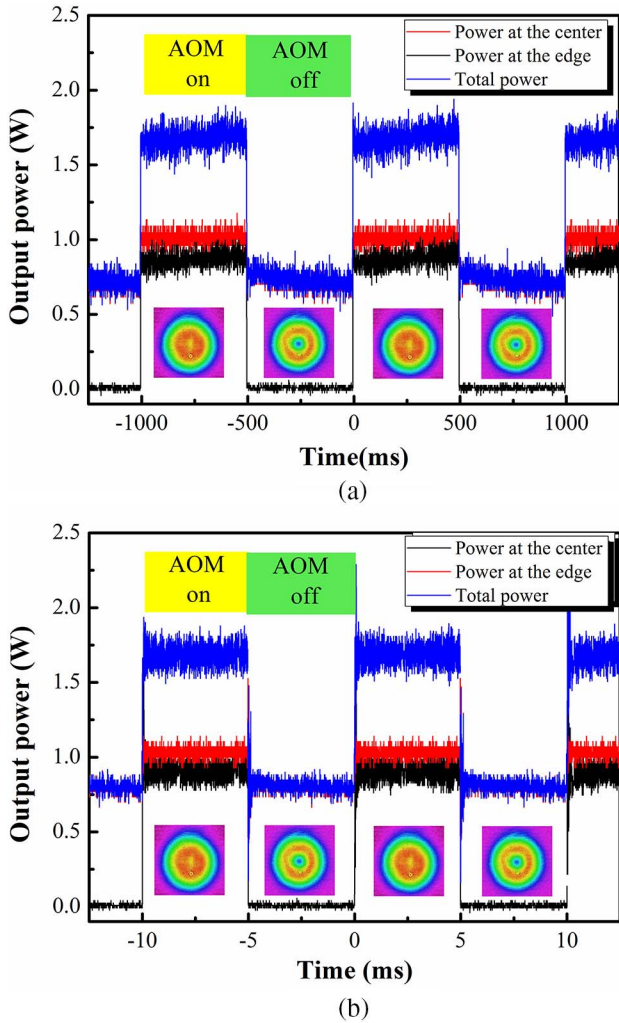 Power at the center
Power at the edge
Total power
AOM
on
AOM
off
2.5
2.0
1.5
1.0
0.5
0.0
Output power (W)
-1000
-500
0
500
1000
Time(ms)
(a)
Power at the center
Power at the edge
Total power
AOM
on
AOM
off
2.5
2.0
1.5
1.0
0.5
0.0
Output power (W)
-10
-5
0
5
10
Time (ms)
(b)